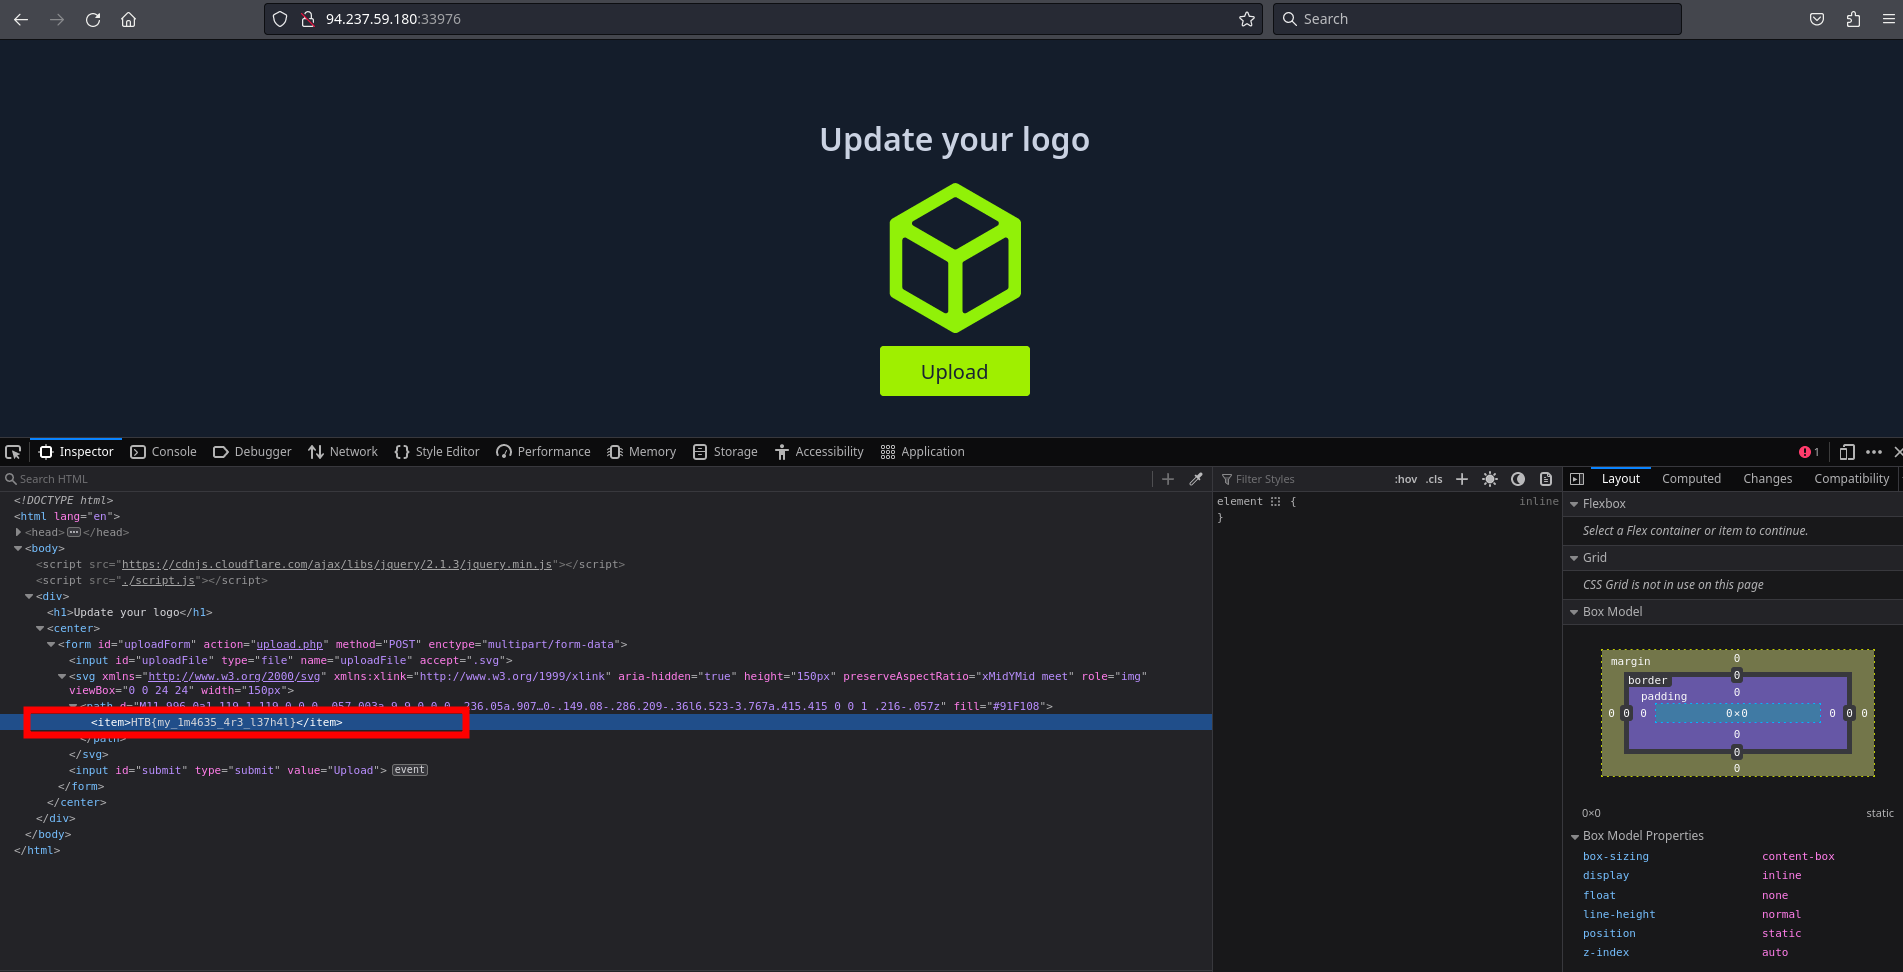 94.237.59.180:33976
Search
Update your logo
Upload
Inspector Console Debugger Network Style Editor Performance Memory Storage Accessibility Application 1
Search HTML
<!DOCTYPE html>
<html lang="en">
<head></head>
<body>
<script src="https://cdnjs.cloudflare.com/ajax/libs/jquery/2.1.3/jquery.min.js"></script>
<script src="./script.js"></script>
<div>
<h1>Update your logo</h1>
<center>
<form id="uploadForm" action="upload.php" method="POST" enctype="multipart/form-data">
<input id="uploadFile" type="file" name="uploadFile" accept=".svg">
<svg xmlns="http://www.w3.org/2000/svg" xmlns:xlink="http://www.w3.org/1999/xlink" aria-hidden="true" height="150px" preserveAspectRatio="xMidYMid meet" role="img"
viewBox="0 0 24 24" width="150px">
236.05a.907…0-.149.08-.286.209-.36l6.523-3.767a.415.415 0 0 1 .216-.057z" fill="#91F108">
<item>HTB{my_1m4635_4r3_l37h4l}</item>
</path>
</svg>
<input id="submit" type="submit" value="Upload"> event
</form>
</center>
</div>
</body>
</html>
Filter Styles :hov .cls
element { inline
}
Layout Computed Changes Compatibility
Flexbox
Select a Flex container or item to continue.
Grid
CSS Grid is not in use on this page
Box Model
margin 0
border 0
padding 0
0 0 0 0×0 0 0 0
0
0
0
0×0 static
Box Model Properties
box-sizing content-box
display inline
float none
line-height normal
position static
z-index auto